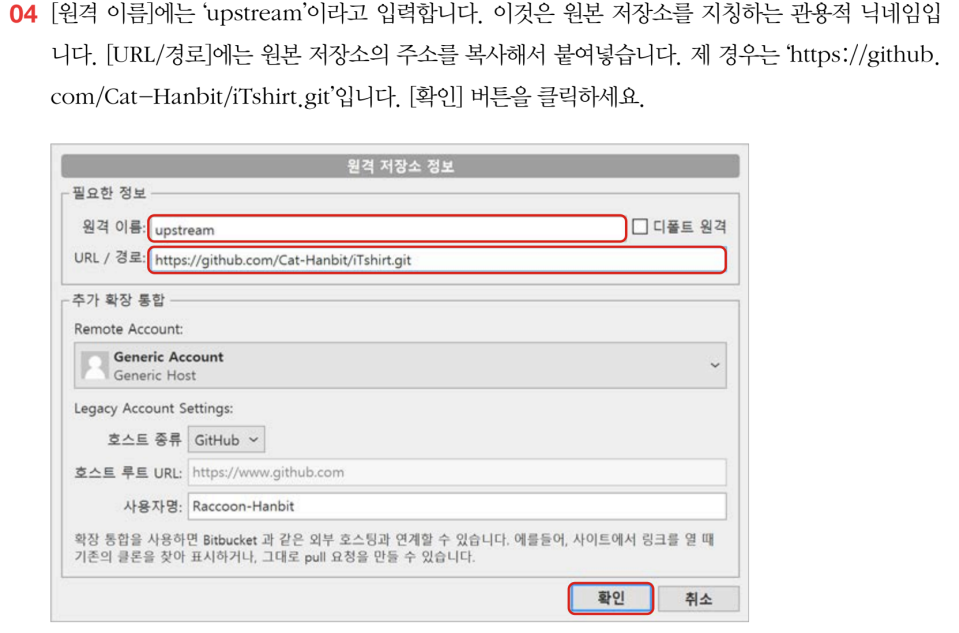 04 [원격 이름]에는 ‘upstream’이라고 입력합니다. 이것은 원본 저장소를 지칭하는 관용적 닉네임입
니다. [URL/경로]에는 원본 저장소의 주소를 복사해서 붙여넣습니다. 제 경우는 ‘https://github.
com/Cat-Hanbit/iTshirt.git’입니다. [확인] 버튼을 클릭하세요.
원격 저장소 정보
필요한 정보
원격 이름: upstream 디폴트 원격
URL / 경로: https://github.com/Cat-Hanbit/iTshirt.git
추가 확장 통합
Remote Account:
Generic Account
Generic Host
Legacy Account Settings:
호스트 종류 GitHub
호스트 루트 URL: https://www.github.com
사용자명: Raccoon-Hanbit
확장 통합을 사용하면 Bitbucket 과 같은 외부 호스팅과 연계할 수 있습니다. 예를들어, 사이트에서 링크를 열 때
기존의 클론을 찾아 표시하거나, 그대로 pull 요청을 만들 수 있습니다.
확인 취소